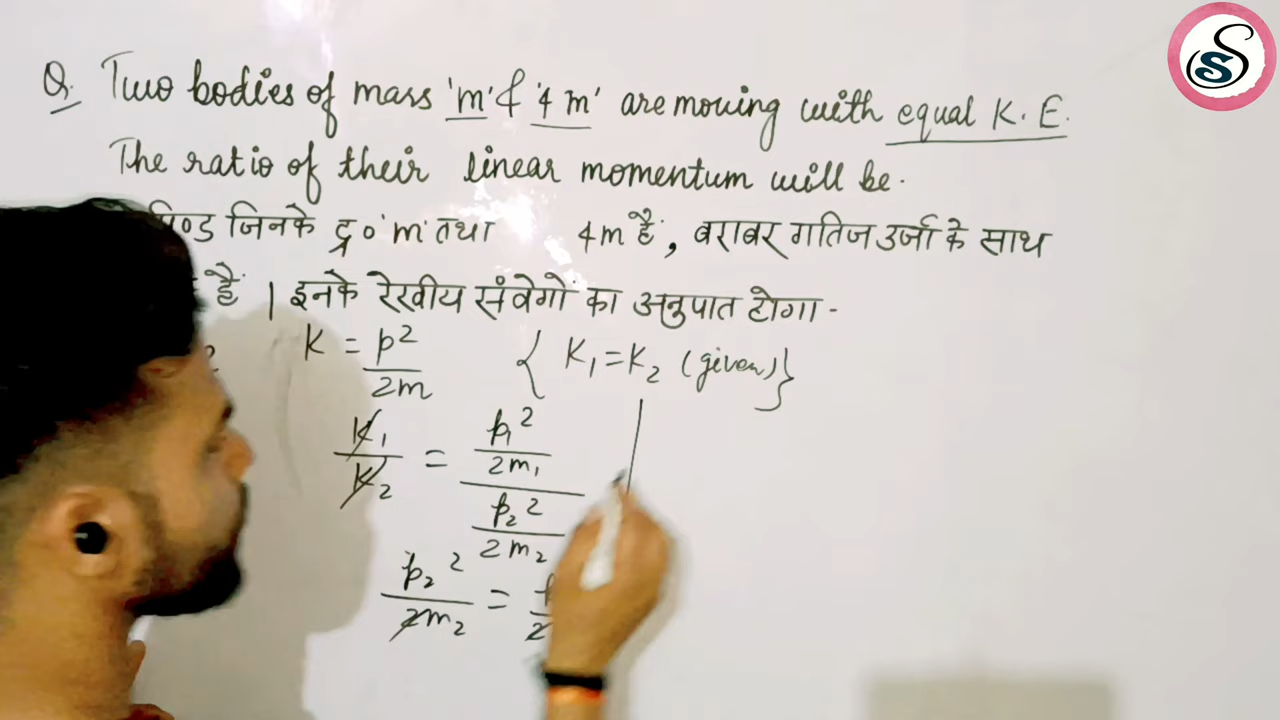 Q. Two bodies of mass 'm' & '4 m' are moving with equal K. E.
The ratio of their linear momentum will be.
पिण्ड जिनके द्र० 'm' तथा 4m है, बराबर गतिज उर्जा के साथ
है । इनके रेखीय संवेगों का अनुपात होगा -
K = p²/2m { K₁ = K₂ (given) }
K₁/K₂ = (p₁²/2m₁)/(p₂²/2m₂)
p₂²/2m₂ =